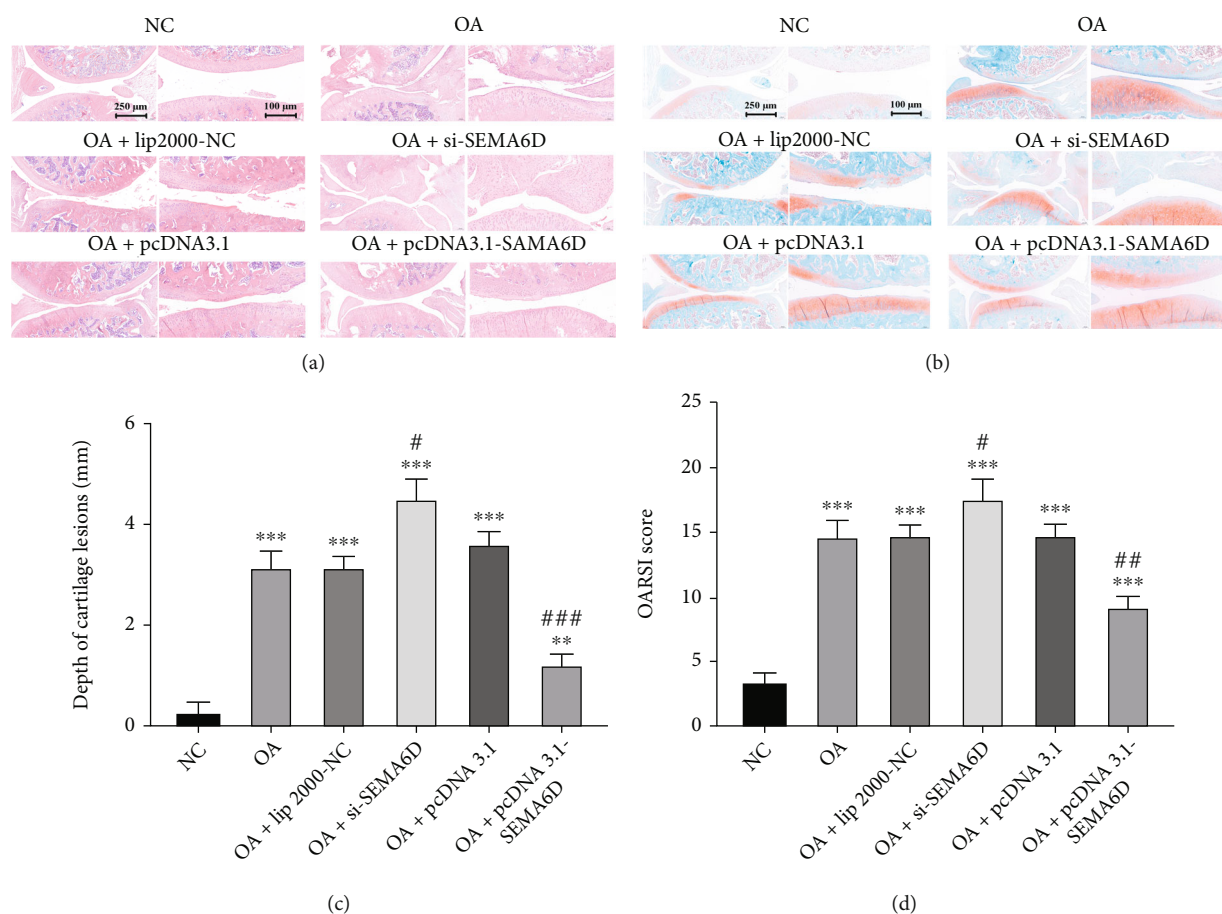 NC
OA
250 µm
100 µm
OA + lip2000-NC
OA + si-SEMA6D
OA + pcDNA3.1
OA + pcDNA3.1-SAMA6D
(a)
NC
OA
250 µm
100 µm
OA + lip2000-NC
OA + si-SEMA6D
OA + pcDNA3.1
OA + pcDNA3.1-SAMA6D
(b)
Depth of cartilage lesions (mm)
6
4
2
0
***
***
#
***
***
###
**
NC
OA
OA + lip 2000-NC
OA + si-SEMA6D
OA + pcDNA 3.1
OA + pcDNA 3.1-
SEMA6D
(c)
OARSI score
25
20
15
10
5
0
***
***
#
***
***
##
***
NC
OA
OA + lip 2000-NC
OA + si-SEMA6D
OA + pcDNA 3.1
OA + pcDNA 3.1-
SEMA6D
(d)